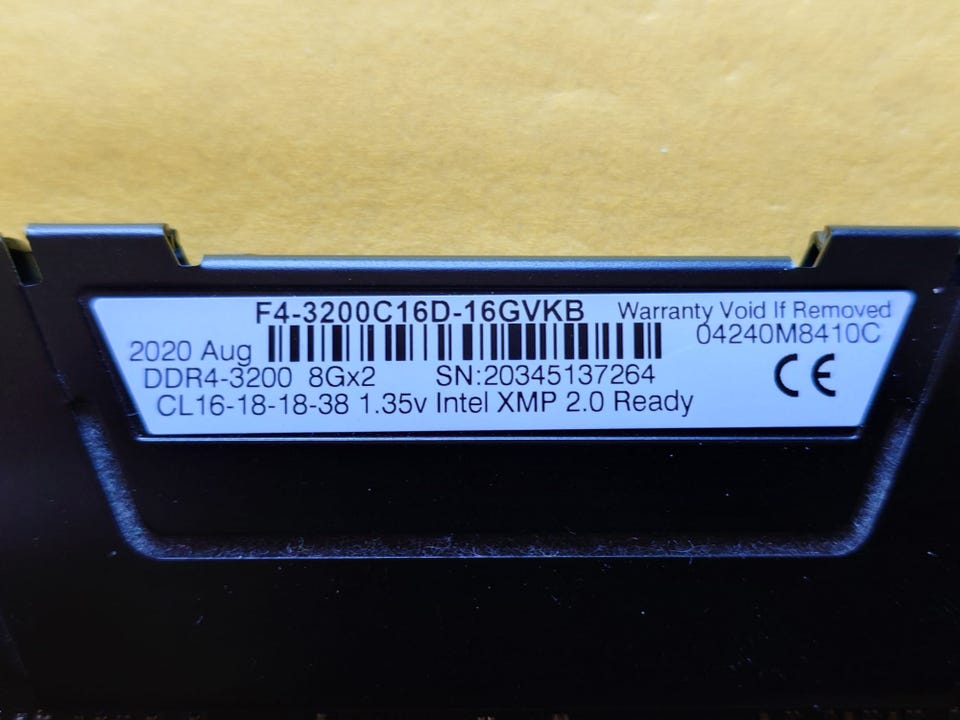 F4-3200C16D-16GVKB Warranty Void If Removed
2020 Aug 04240M8410C
DDR4-3200 8Gx2 SN:20345137264
CL16-18-18-38 1.35v Intel XMP 2.0 Ready
CE